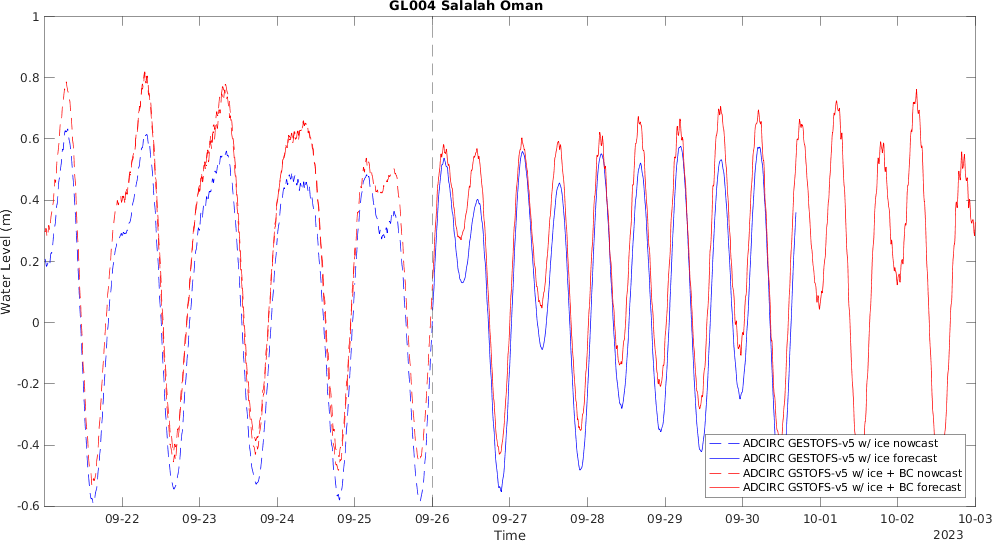 GL004 Salalah Oman
1
0.8
0.6
0.4
0.2
0
-0.2
-0.4
-0.6
Water Level (m)
09-22 09-23 09-24 09-25 09-26 09-27 09-28 09-29 09-30 10-01 10-02 10-03
Time
2023
ADCIRC GESTOFS-v5 w/ ice nowcast
ADCIRC GESTOFS-v5 w/ ice forecast
ADCIRC GSTOFS-v5 w/ ice + BC nowcast
ADCIRC GSTOFS-v5 w/ ice + BC forecast